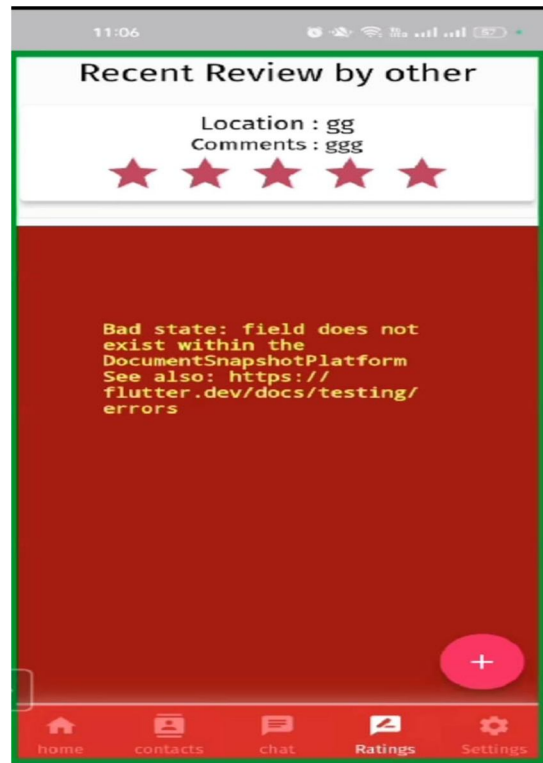 11:06
57
Recent Review by other
Location : gg
Comments : ggg
Bad state: field does not
exist within the
DocumentSnapshotPlatform
See also: https://
flutter.dev/docs/testing/
errors
+
home contacts chat Ratings Settings